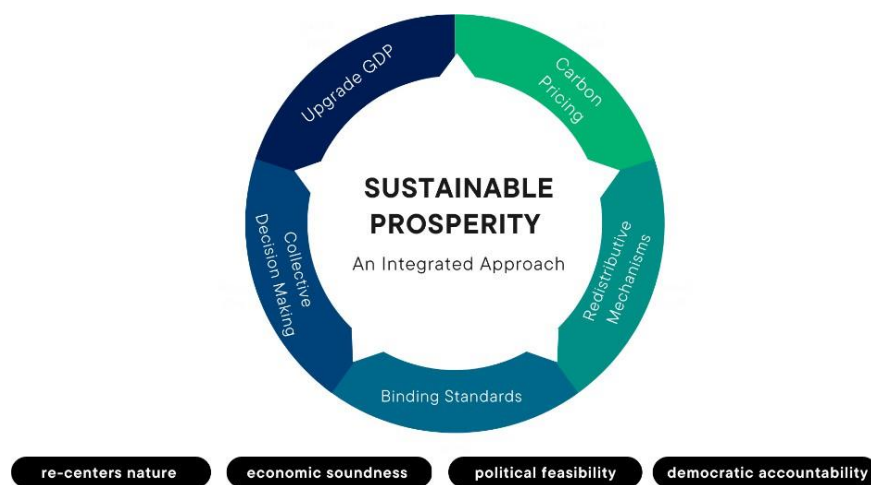 Upgrade GDP
Carbon
Pricing
SUSTAINABLE
PROSPERITY
An Integrated Approach
Collective
Decision Making
Redistributive
Mechanisms
Binding Standards
re-centers nature
economic soundness
political feasibility
democratic accountability